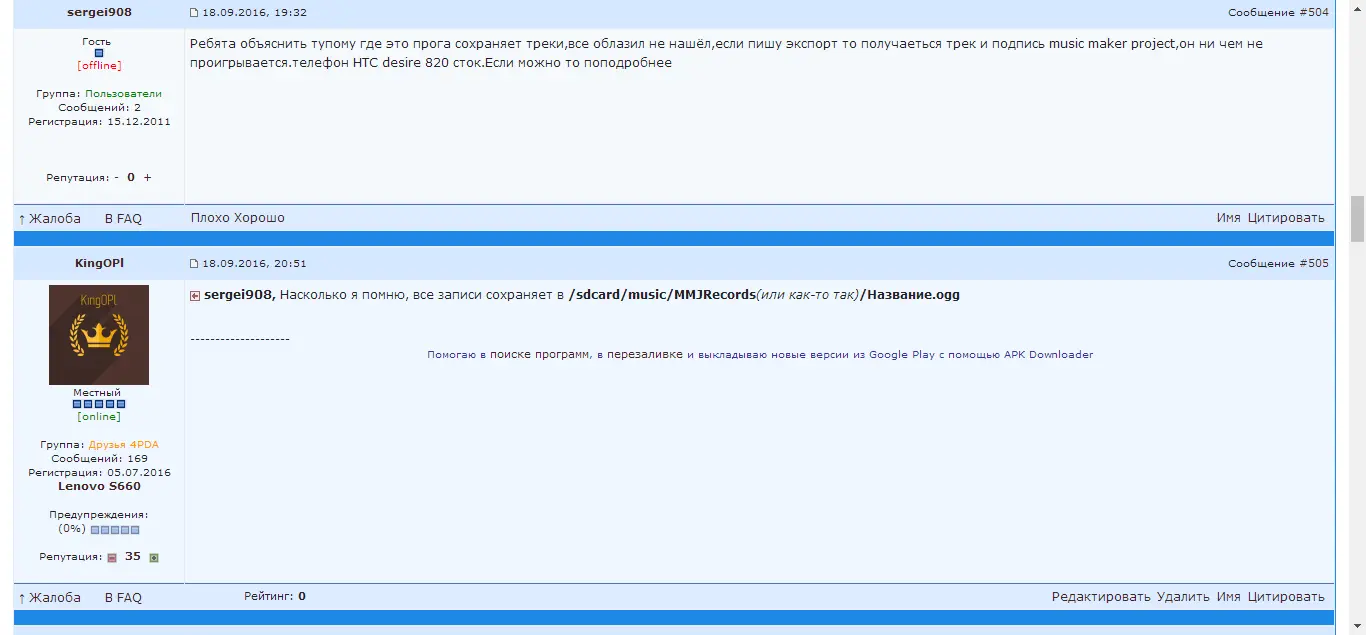 sergei908
18.09.2016, 19:32
Сообщение #504
Гость
[offline]
Группа: Пользователи
Сообщений: 2
Регистрация: 15.12.2011
Репутация: - 0 +
Ребята объяснить тупому где это прога сохраняет треки,все облазил не нашёл,если пишу экспорт то получаеться трек и подпись music maker project,он ни чем не
проигрывается.телефон HTC desire 820 сток.Если можно то поподробнее
↑ Жалоба
В FAQ
Плохо Хорошо
Имя Цитировать
KingOPl
18.09.2016, 20:51
Сообщение #505
KingOPl
Местный
[online]
Группа: Друзья 4PDA
Сообщений: 169
Регистрация: 05.07.2016
Lenovo S660
Предупреждения:
(0%)
Репутация: 35
sergei908, Насколько я помню, все записи сохраняет в /sdcard/music/MMJRecords(или как-то так)/Название.ogg
--------------------
Помогаю в поиске программ, в перезаливке и выкладываю новые версии из Google Play с помощью APK Downloader
↑ Жалоба
В FAQ
Рейтинг: 0
Редактировать Удалить Имя Цитировать